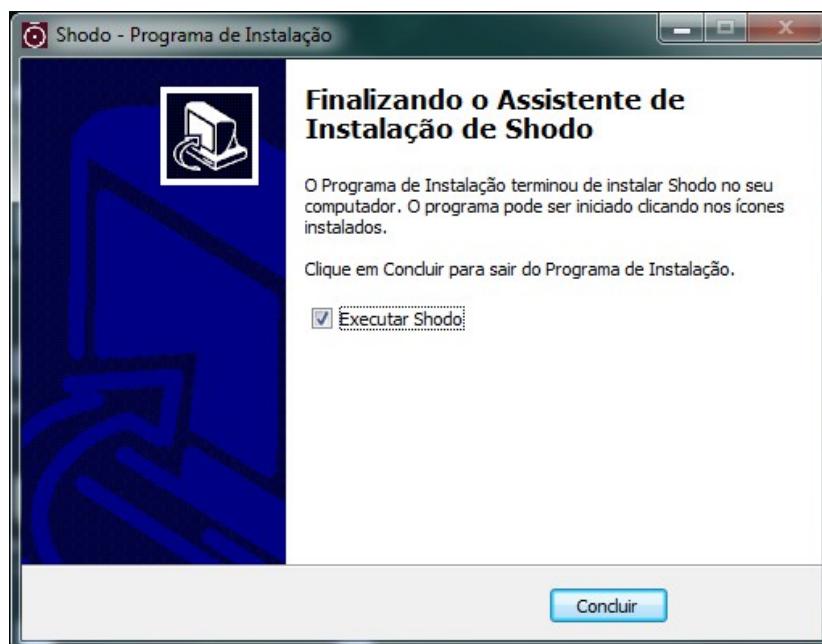 Shodo - Programa de Instalação
Finalizando o Assistente de
Instalação de Shodo
O Programa de Instalação terminou de instalar Shodo no seu
computador. O programa pode ser iniciado clicando nos ícones
instalados.
Clique em Concluir para sair do Programa de Instalação.
Executar Shodo
Concluir